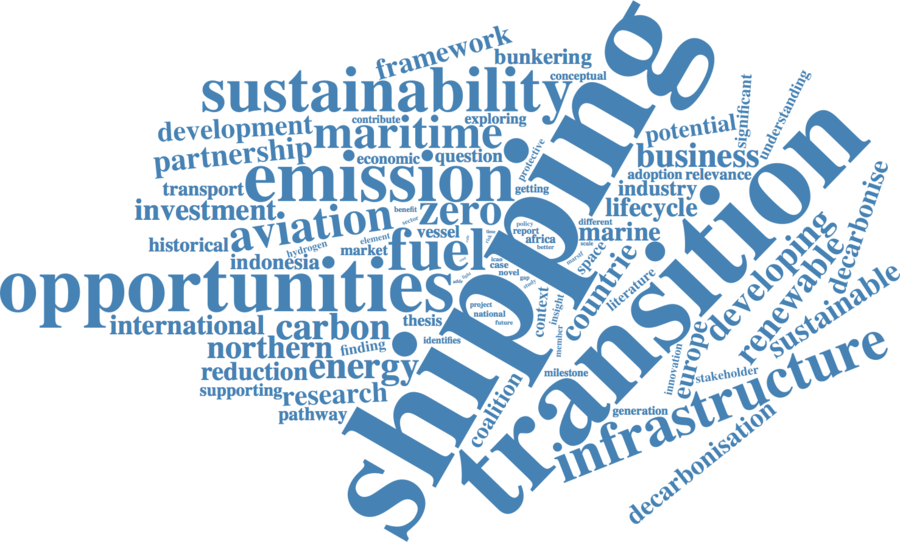 framework
bunkering
conceptual
sustainability
contribute
exploring
development
maritime
partnership
economic
question
protective
transport
emission
getting
investment
aviation
benefit
zero
sector
historical
hydrogen
element
market
vessel
fuel
indonesia
opportunities
international
carbon
thesis
northern
finding
identifies
reduction
energy
supporting
research
pathway
shipping
transition
potential
significant
understanding
business
adoption
relevance
industry
lifecycle
different
marine
scale
space
policy
report
africa
better
icao
case
novel
gap
study
project
national
future
context
insight
member
countrie
literature
milestone
coalition
developing
renewable
decarbonise
sustainable
europe
innovation
stakeholder
infrastructure
generation
decarbonisation